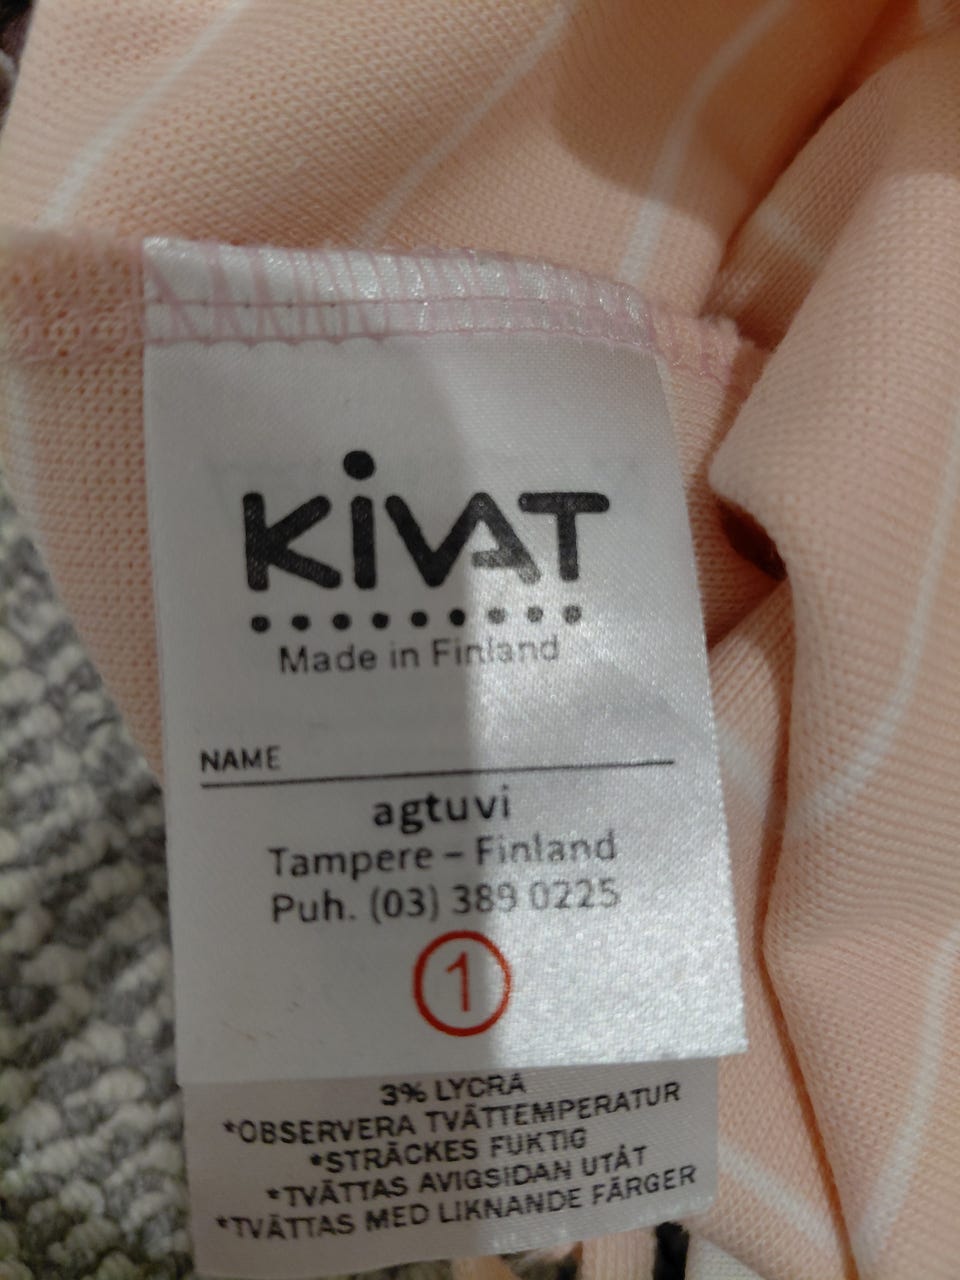 KiVAT
Made in Finland
NAME
agtuvi
Tampere – Finland
Puh. (03) 389 0225
1
3% LYCRA
*OBSERVERA TVÄTTEMPERATUR
*STRÄCKES FUKTIG
*TVÄTTAS AVIGSIDAN UTÅT
*TVÄTTAS MED LIKNANDE FÄRGER